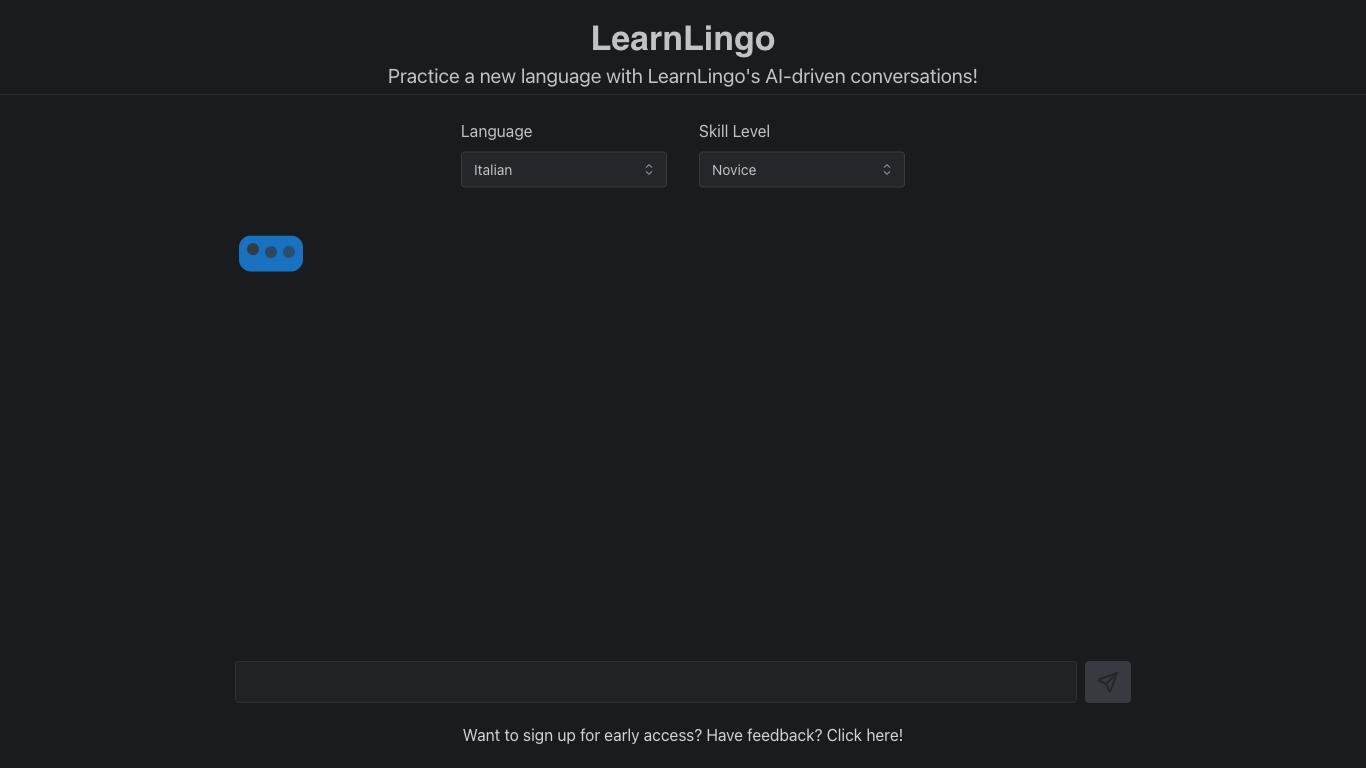 LearnLingo
Practice a new language with LearnLingo's AI-driven conversations!
Language
Skill Level
Italian
Novice
Want to sign up for early access? Have feedback? Click here!